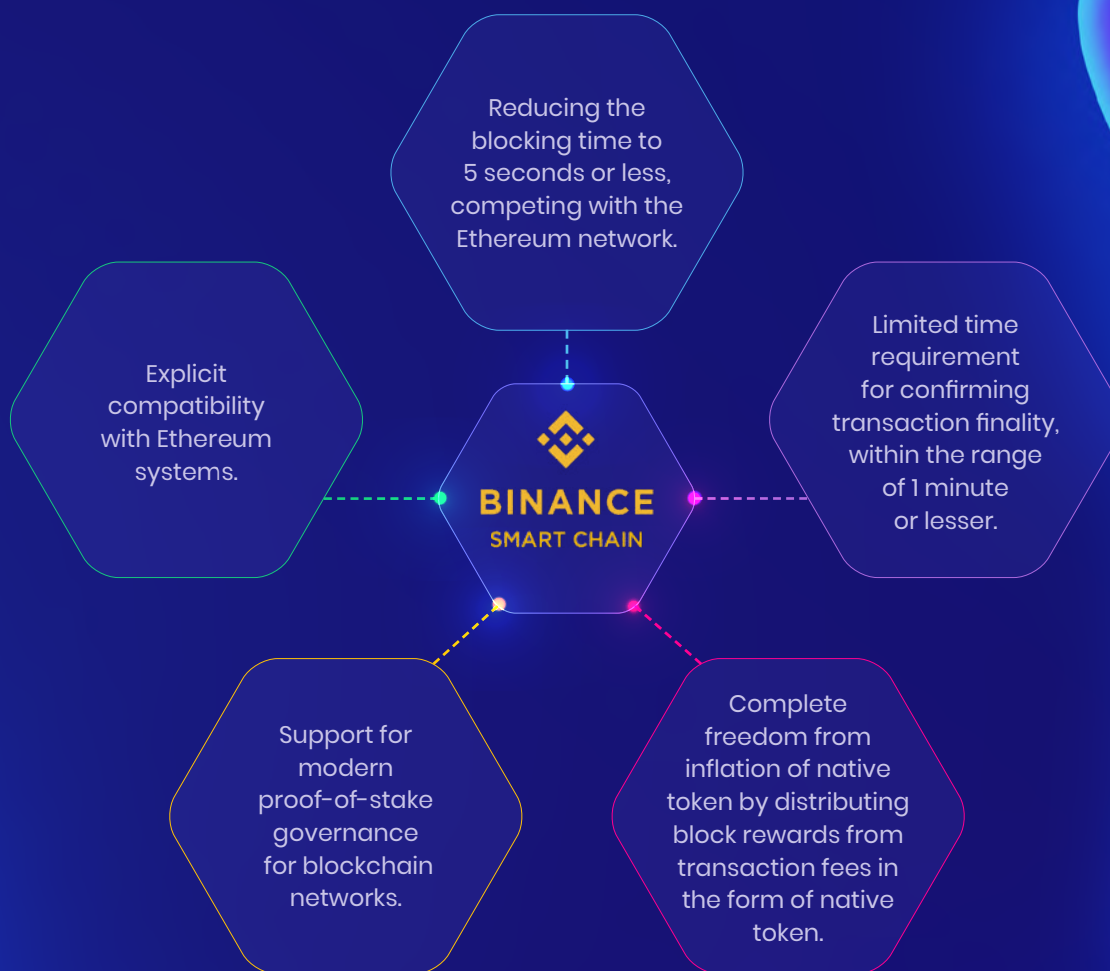 Reducing the
blocking time to
5 seconds or less,
competing with the
Ethereum network.
Explicit
compatibility
with Ethereum
systems.
Limited time
requirement
for confirming
transaction finality,
within the range
of 1 minute
or lesser.
BINANCE
SMART CHAIN
Support for
modern
proof-of-stake
governance
for blockchain
networks.
Complete
freedom from
inflation of native
token by distributing
block rewards from
transaction fees in
the form of native
token.